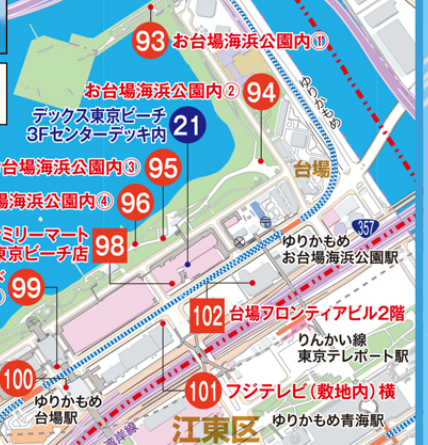 93 お台場海浜公園内①
お台場海浜公園内② 94
ゆりかもめ
デックス東京ビーチ
3Fセンターデッキ内 21
台場海浜公園内③ 95
台場
場海浜公園内④ 96
ミリーマート
東京ビーチ店 98
357
ゆりかもめ
お台場海浜公園駅
99
102 台場フロンティアビル2階
りんかい線
東京テレポート駅
100
ゆりかもめ
台場駅
101 フジテレビ(敷地内)横
江東区
ゆりかもめ青海駅
岸線